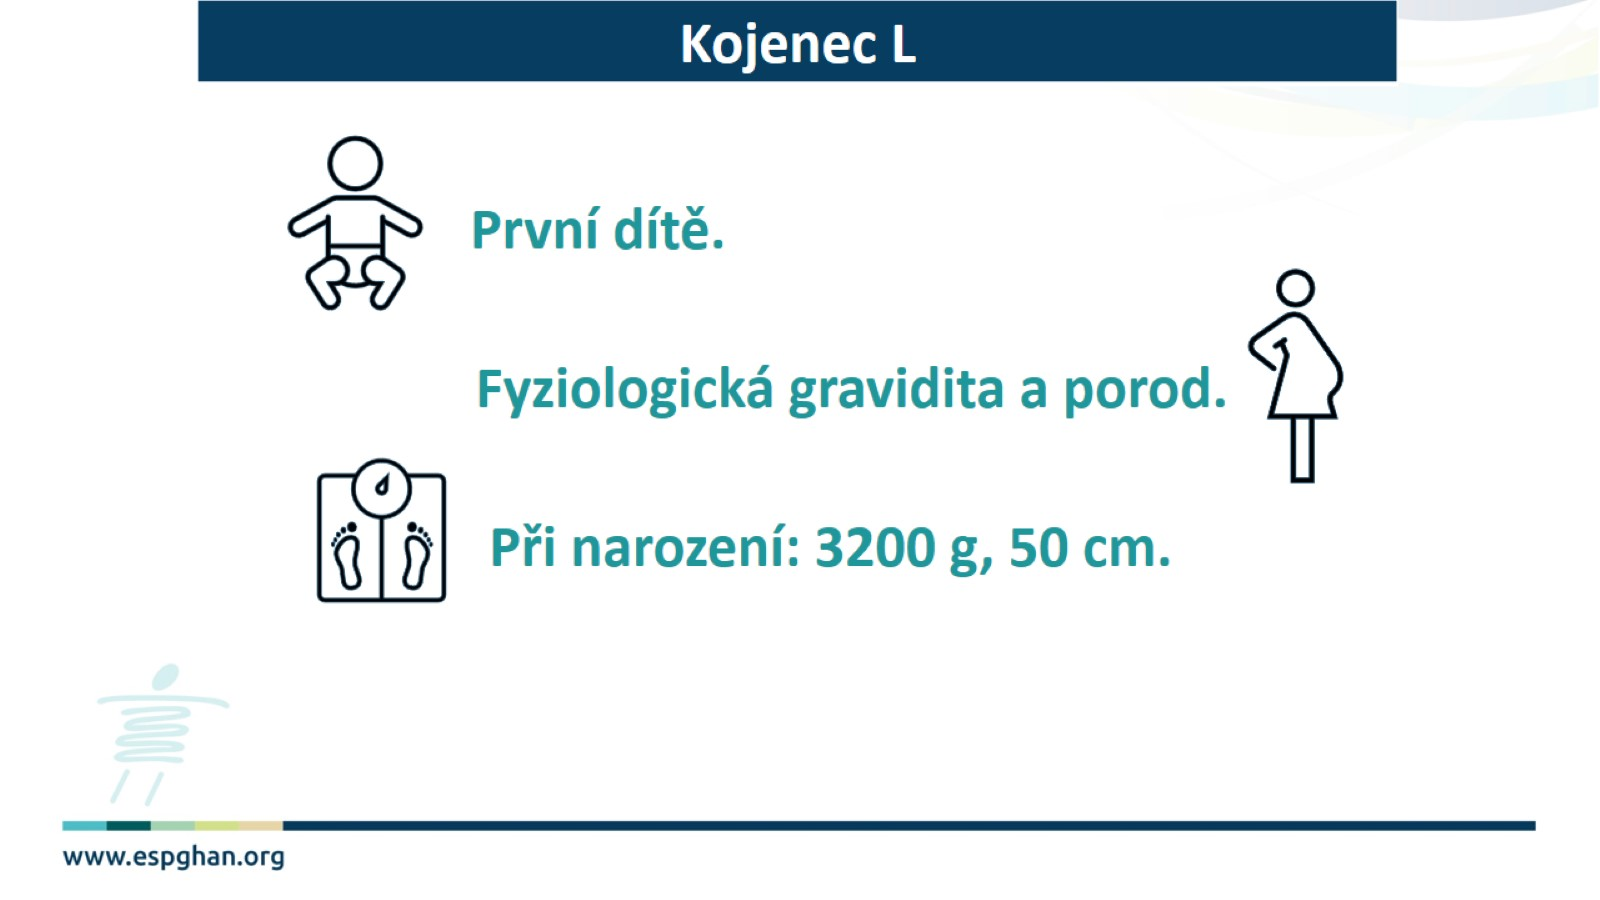 Kojenec L
První dítě.
Fyziologická gravidita a porod.
Při narození: 3200 g, 50 cm.
www.espghan.org